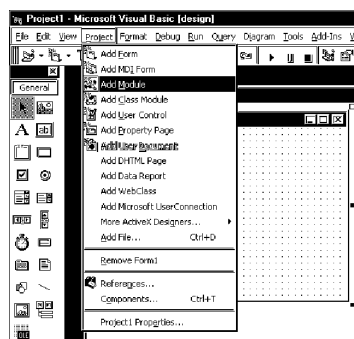 Project1 - Microsoft Visual Basic [design]
File Edit View Project Format Debug Run Query Diagram Tools Add-Ins
General
Add Form
Add MDI Form
Add Module
Add Class Module
Add User Control
Add Property Page
Add User Document
Add DHTML Page
Add Data Report
Add WebClass
Add Microsoft UserConnection
More ActiveX Designers...
Add File... Ctrl+D
Remove Form1
References...
Components... Ctrl+T
Project1 Properties...
A ab
OLE